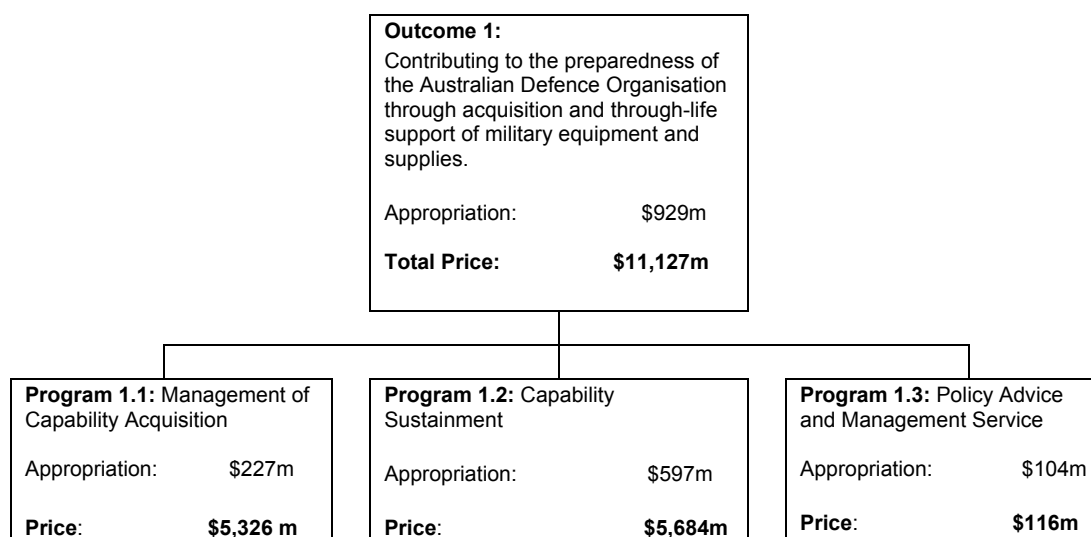 Outcome 1:
Contributing to the preparedness of
the Australian Defence Organisation
through acquisition and through-life
support of military equipment and
supplies.
Appropriation: $929m
Total Price: $11,127m
Program 1.1: Management of
Capability Acquisition
Appropriation: $227m
Price: $5,326 m
Program 1.2: Capability
Sustainment
Appropriation: $597m
Price: $5,684m
Program 1.3: Policy Advice
and Management Service
Appropriation: $104m
Price: $116m